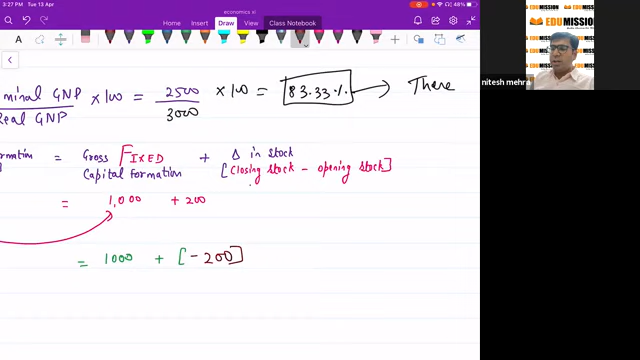 3:27 PM Tue 13 Apr
economics xi
48%
Home Insert Draw View Class Notebook
EDUMISSION
minal GNP ×100 = 2500 ×100 = 83.33% → There
eal GNP 3000
nitesh mehra
rmation = Gross FIXED + Δ in stock
Capital formation [Closing stock - opening stock]
= 1,000 + 200
= 1000 + [-200]